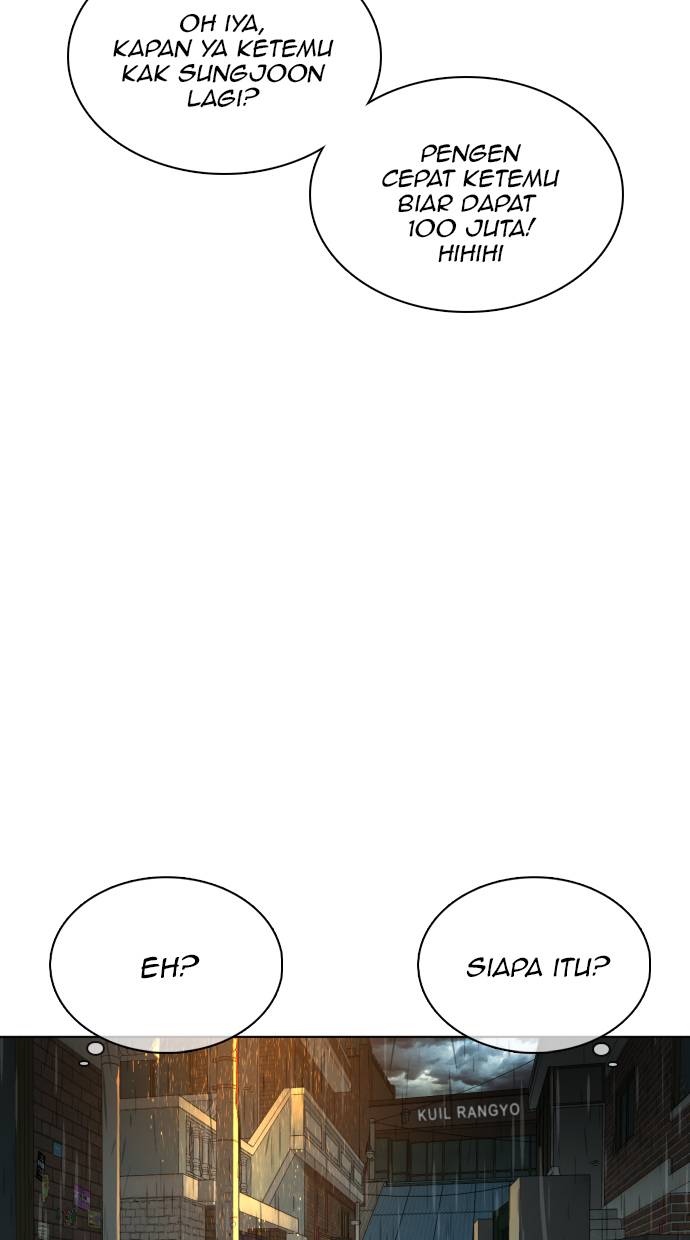 OH IYA,
KAPAN YA KETEMU
KAK SUNGJOON
LAGI?
PENGEN
CEPAT KETEMU
BIAR DAPAT
100 JUTA!
HIHIHI
EH?
SIAPA ITU?
KUIL RANGYO